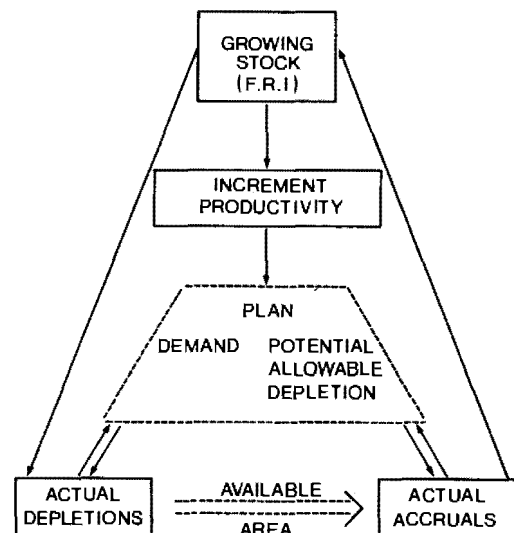 GROWING
STOCK
(F.R.I)
INCREMENT
PRODUCTIVITY
PLAN
DEMAND POTENTIAL
ALLOWABLE
DEPLETION
ACTUAL
DEPLETIONS
AVAILABLE
AREA
ACTUAL
ACCRUALS